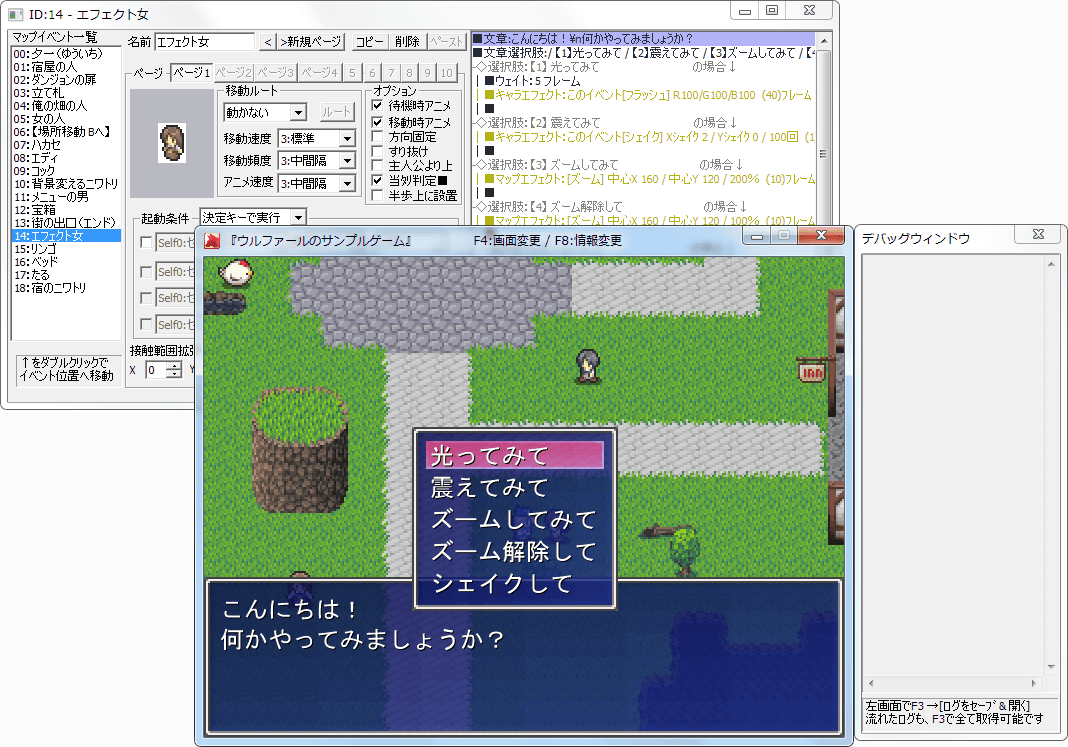 ID:14 - エフェクト女
マップイベント一覧
00:夕一(ゆういち)
01:宿屋の人
02:ダンジョンの扉
03:立て札
04:俺の畑の人
05:女の人
06:【場所移動 Bへ】
07:ハカセ
08:エディ
09:コック
10:背景変えるニワトリ
11:メニューの男
12:宝箱
13:街の出口(エンド)
14:エフェクト女
15:リンゴ
16:ベッド
17:たる
18:宿のニワトリ
↑をダブルクリックで
イベント位置へ移動
名前 エフェクト女 < >新規ページ コピー 削除 ペースト
ページ ページ1 ページ2 ページ3 ページ4 5 6 7 8 9 10
移動ルート
動かない ルート
移動速度 3:標準
移動頻度 3:中間隔
アニメ速度 3:中間隔
オプション
待機時アニメ
移動時アニメ
方向固定
すり抜け
主人公より上
当り判定■
半歩上に設置
起動条件 決定キーで実行
Self0:セ
Self0:セ
Self0:セ
Self0:セ
接触範囲拡張
X 0 Y
■文章:こんにちは!¥n何かやってみましょうか?
■文章選択肢:/【1】光ってみて /【2】震えてみて /【3】ズームしてみて /【4
-◇選択肢:【1】 光ってみて の場合↓
|■ウェイト:5 フレーム
|■キャラエフェクト:このイベント[フラッシュ] R100/G100/B100 (40)フレーム
|■
-◇選択肢:【2】 震えてみて の場合↓
|■キャラエフェクト:このイベント[シェイク] Xシェイク 2 / Yシェイク 0 / 100回 (1
|■
-◇選択肢:【3】 ズームしてみて の場合↓
|■マップエフェクト:[ズーム] 中心X 160 / 中心Y 120 / 200% (10)フレーム
|■
-◇選択肢:【4】 ズーム解除して の場合↓
|■マップエフェクト:[ズーム] 中心X 160 / 中心Y 120 / 100% (10)フレーム
『ウルファールのサンプルゲーム』 F4:画面変更 / F8:情報変更
INN
光ってみて
震えてみて
ズームしてみて
ズーム解除して
シェイクして
こんにちは!
何かやってみましょうか?
デバッグウィンドウ
左画面でF3→[ログをセーブ&開く]
流れたログも、F3で全て取得可能です